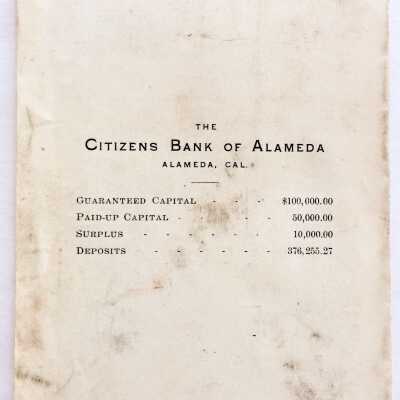 THE
CITIZENS BANK OF ALAMEDA
ALAMEDA, CAL.
GUARANTEED CAPITAL - - - $100,000.00
PAID-UP CAPITAL - - - - 50,000.00
SURPLUS - - - - - - 10,000.00
DEPOSITS - - - - - - 376,255.27